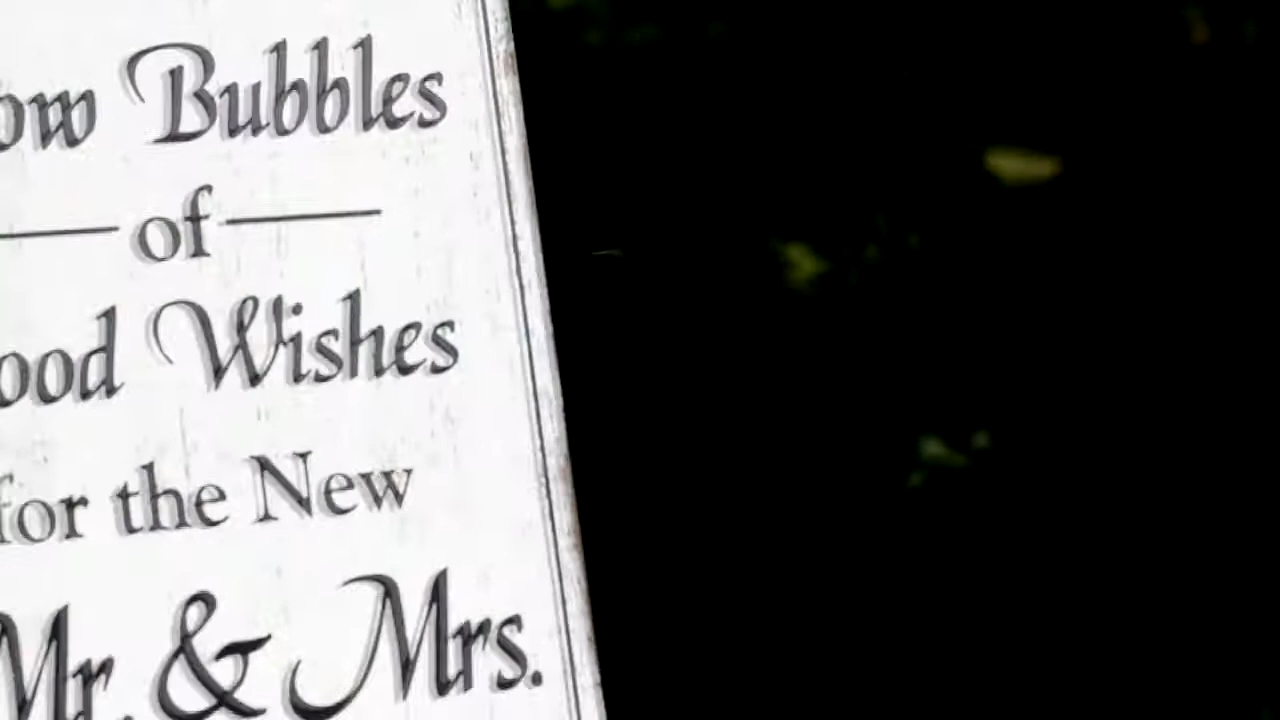 ow Bubbles
of
ood Wishes
for the New
Mr. & Mrs.